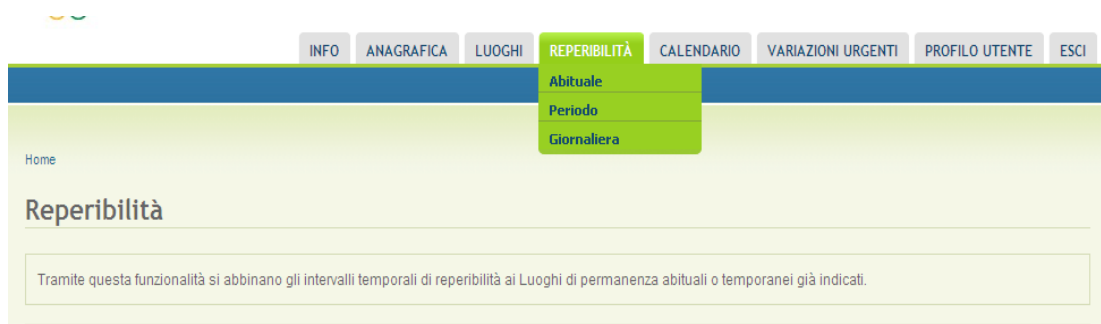 INFO ANAGRAFICA LUOGHI REPERIBILITÀ CALENDARIO VARIAZIONI URGENTI PROFILO UTENTE ESCI
Abituale
Periodo
Giornaliera
Home
Reperibilità
Tramite questa funzionalità si abbinano gli intervalli temporali di reperibilità ai Luoghi di permanenza abituali o temporanei già indicati.